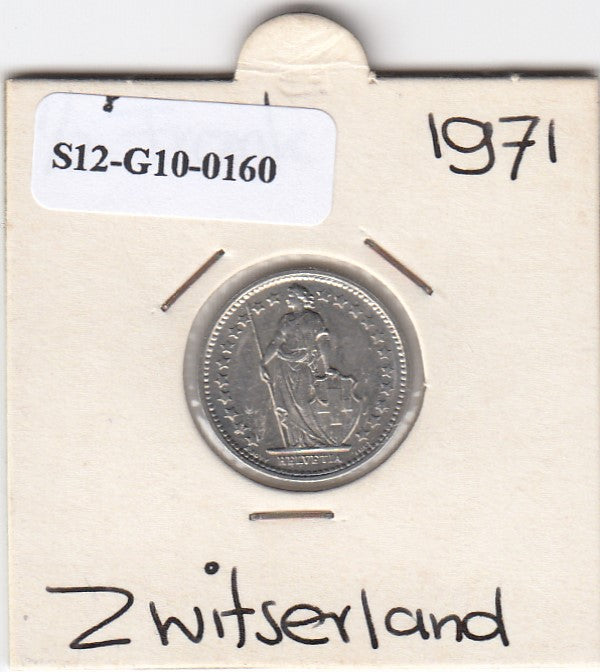 1971
S12-G10-0160
HELVETIA
Zwitserland